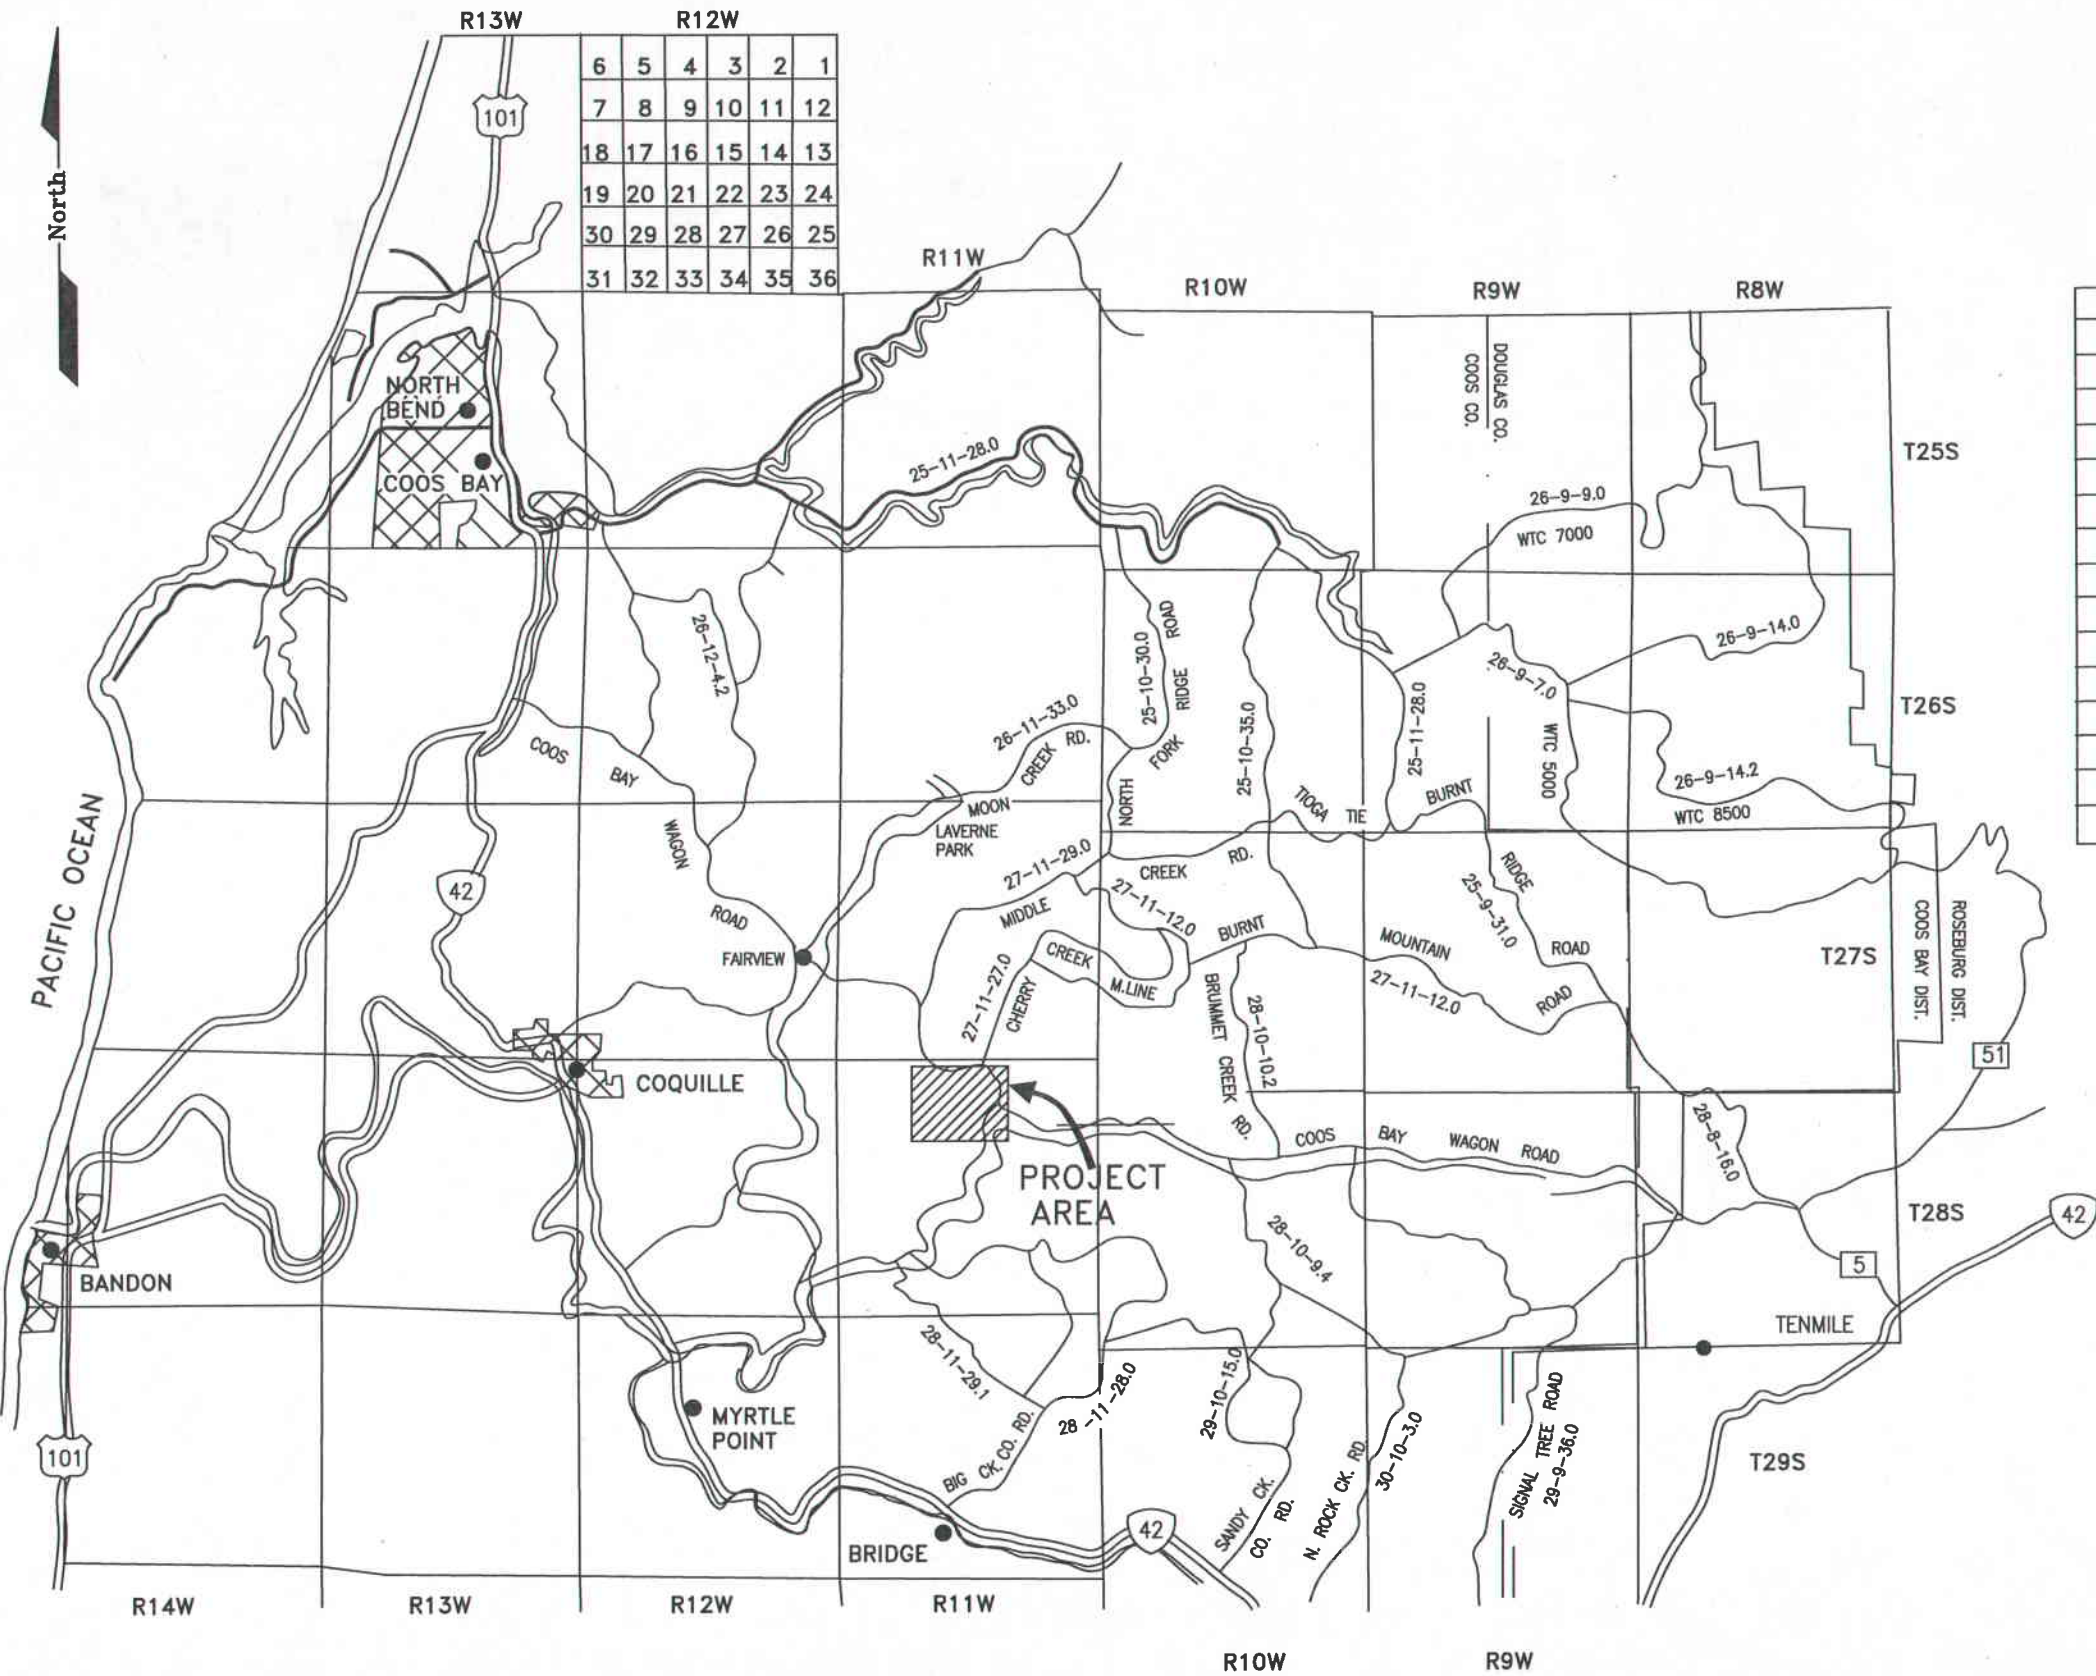 R13W
R12W
North
101
6 5 4 3 2 1
7 8 9 10 11 12
18 17 16 15 14 13
19 20 21 22 23 24
30 29 28 27 26 25
31 32 33 34 35 36
R11W
R10W
R9W
R8W
DOUGLAS CO.
COOS CO.
NORTH
BEND
COOS BAY
25-11-28.0
T25S
26-9-9.0
WTC 7000
26-12-4.2
25-10-30.0
RIDGE ROAD
NORTH FORK
26-11-33.0
MOON CREEK RD.
25-10-35.0
25-11-28.0
26-9-7.0
WTC 5000
26-9-14.0
T26S
26-9-14.2
WTC 8500
COOS BAY WAGON ROAD
PACIFIC OCEAN
LAVERNE
PARK
TIOGA TIE
BURNT RIDGE ROAD
25-9-31.0
42
27-11-29.0
MIDDLE CREEK RD.
27-11-12.0
BURNT MOUNTAIN ROAD
27-11-12.0
FAIRVIEW
27-11-27.0
CHERRY CREEK M.LINE
BRUMMET CREEK RD.
28-10-10.2
T27S
COOS BAY DIST.
ROSEBURG DIST.
51
COQUILLE
PROJECT
AREA
COOS BAY WAGON ROAD
28-8-16.0
T28S
42
28-10-9.4
5
TENMILE
BANDON
28-11-29.1
28-11-28.0
29-10-15.0
MYRTLE
POINT
BIG CK. CO. RD.
101
SANDY CK.
CO. RD.
N. ROCK CK. RD.
30-10-3.0
SIGNAL TREE ROAD
29-9-36.0
T29S
42
BRIDGE
R14W
R13W
R12W
R11W
R10W
R9W